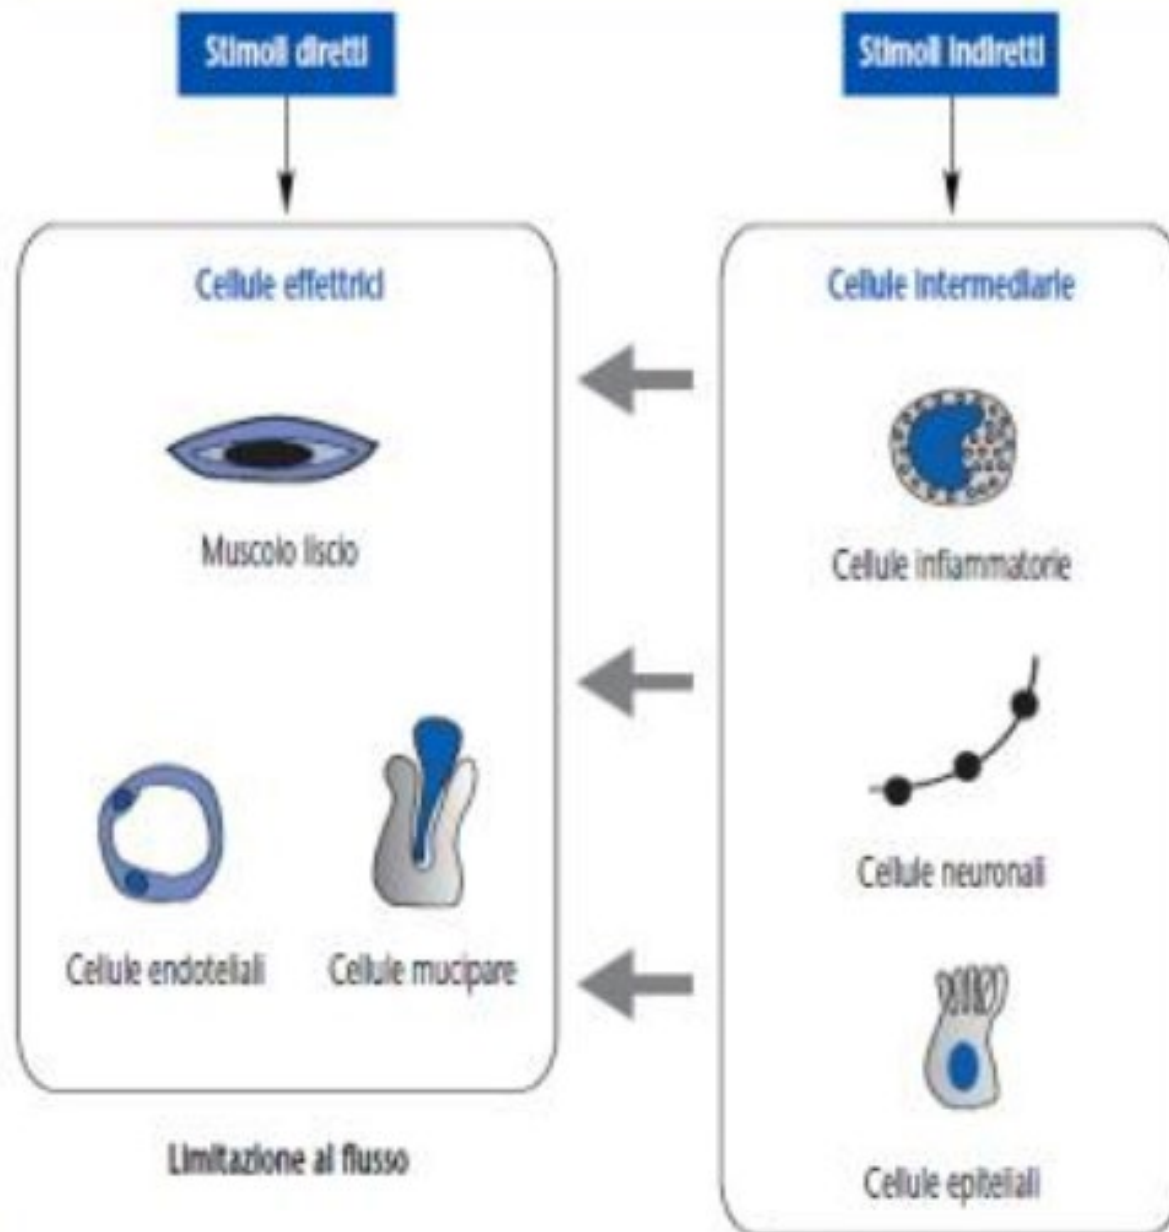 Stimoli diretti
Stimoli indiretti
Cellule effettrici
Cellule intermediarie
Muscolo liscio
Cellule infiammatorie
Cellule neuronali
Cellule endoteliali
Cellule mucipare
Limitazione al flusso
Cellule epiteliali